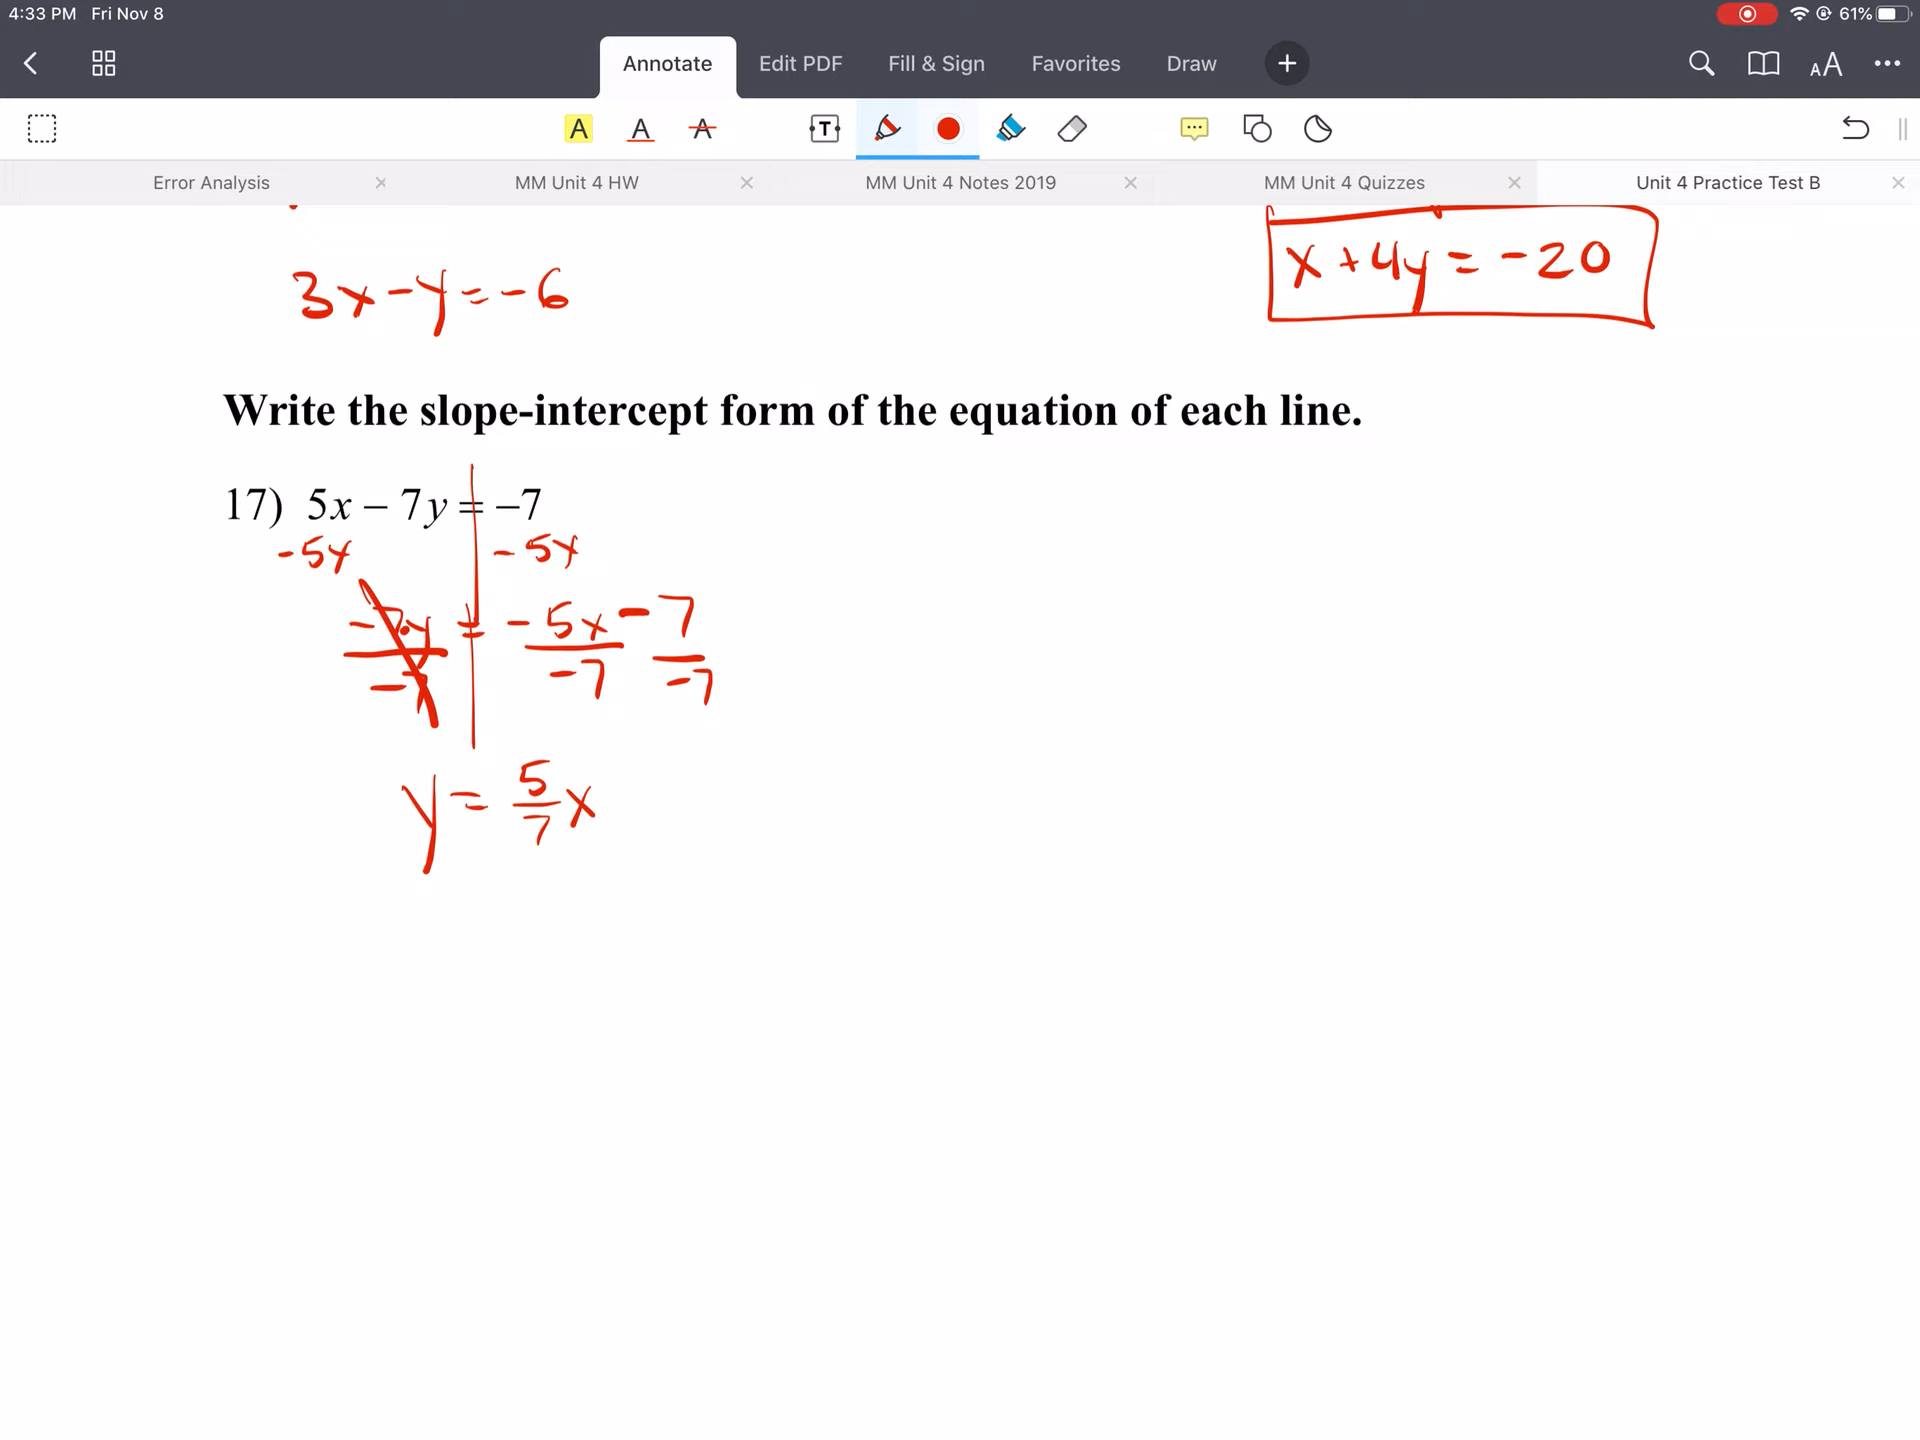 4:33 PM Fri Nov 8
61%
Annotate Edit PDF Fill & Sign Favorites Draw
AA
A A A T
Error Analysis MM Unit 4 HW MM Unit 4 Notes 2019 MM Unit 4 Quizzes Unit 4 Practice Test B
x + 4y = -20
3x - y = -6
Write the slope-intercept form of the equation of each line.
17) 5x – 7y = –7
-5x -5x
-7y = -5x - 7
-7 -7 -7
y = 5/7 x